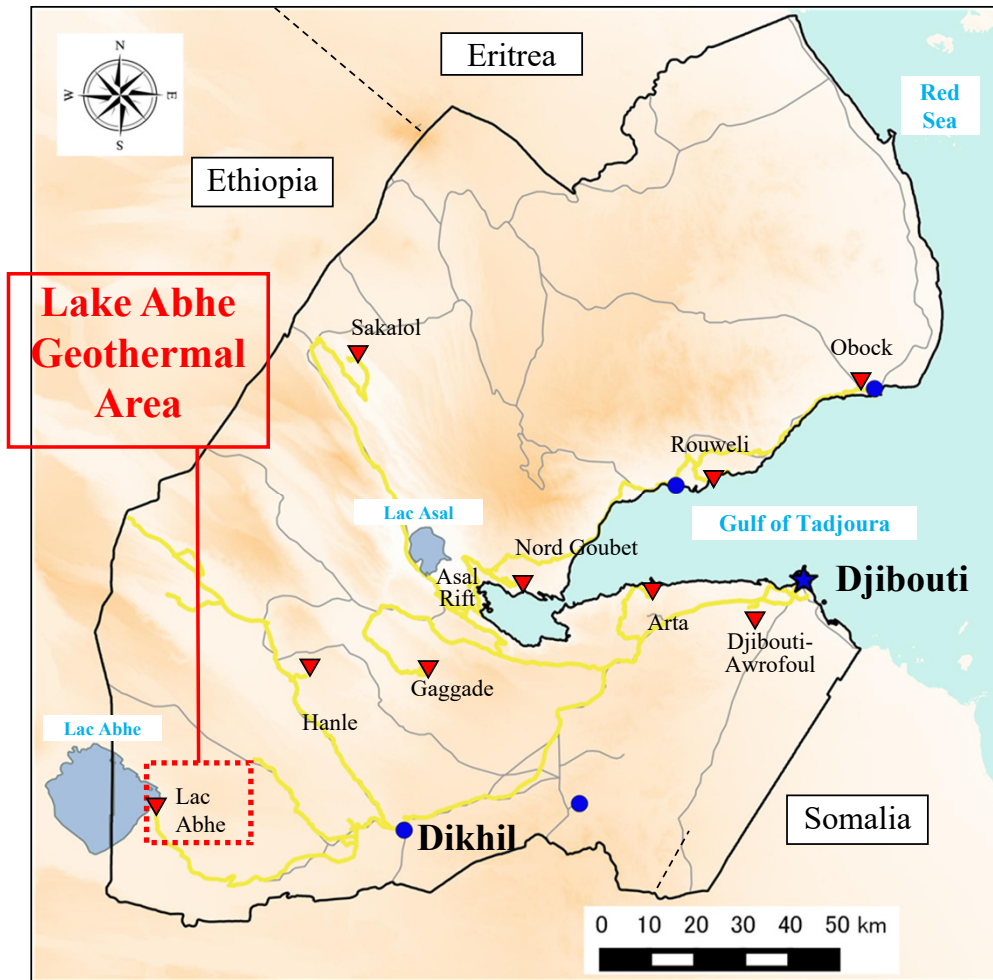 N
W
E
S
Eritrea
Red
Sea
Ethiopia
Lake Abhe
Geothermal
Area
Sakalol
Obock
Rouweli
Lac Asal
Gulf of Tadjoura
Nord Goubet
Asal
Rift
Djibouti
Arta
Djibouti-
Awrofoul
Gaggade
Hanle
Lac Abhe
Lac
Abhe
Dikhil
Somalia
0 10 20 30 40 50 km